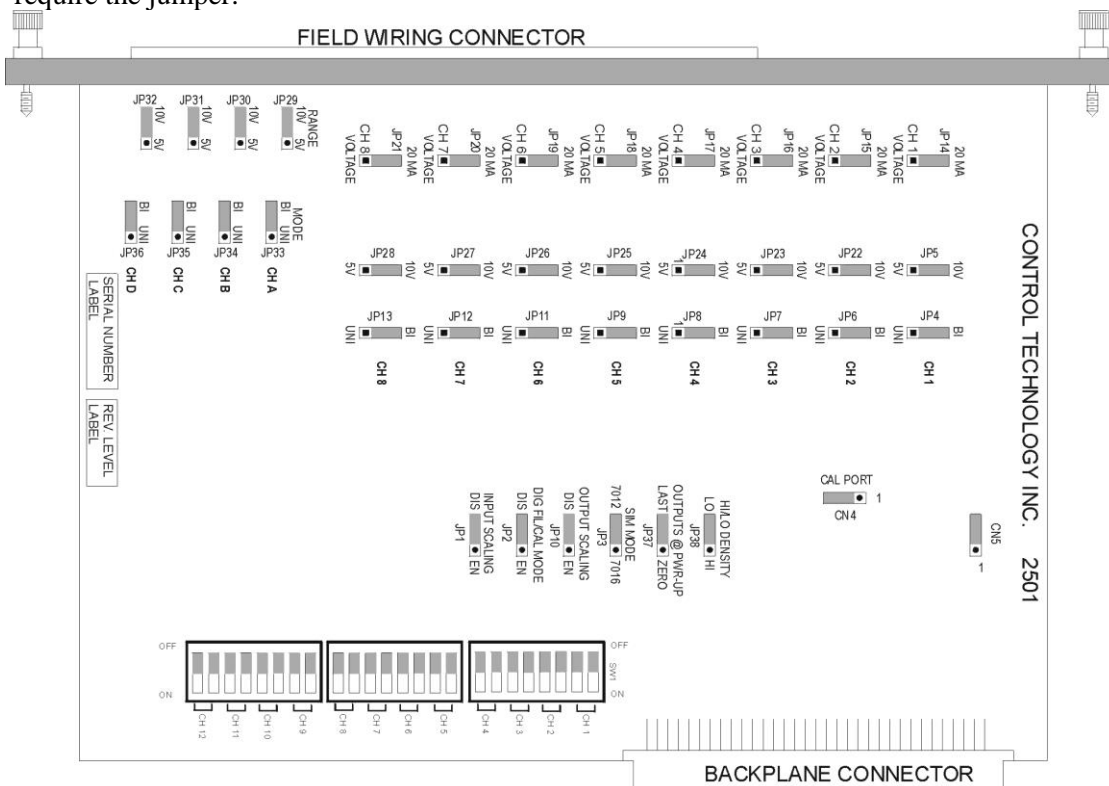 require the jumper.
FIELD WIRING CONNECTOR
JP32 10V 5V
JP31 10V 5V
JP30 10V 5V
JP29 10V 5V
RANGE
CH 8 VOLTAGE JP21 20 MA
CH 7 VOLTAGE JP20 20 MA
CH 6 VOLTAGE JP19 20 MA
CH 5 VOLTAGE JP18 20 MA
CH 4 VOLTAGE JP17 20 MA
CH 3 VOLTAGE JP16 20 MA
CH 2 VOLTAGE JP15 20 MA
CH 1 VOLTAGE JP14 20 MA
BI UNI JP36 CH D
BI UNI JP35 CH C
BI UNI JP34 CH B
BI UNI JP33 CH A
MODE
5V JP28 10V
5V JP27 10V
5V JP26 10V
5V JP25 10V
5V JP24 1 10V
5V JP23 10V
5V JP22 10V
5V JP5 10V
UNI JP13 BI
UNI JP12 BI
UNI JP11 BI
UNI JP9 BI
UNI JP8 1 BI
UNI JP7 BI
UNI JP6 BI
UNI JP4 BI
CH 8
CH 7
CH 6
CH 5
CH 4
CH 3
CH 2
CH 1
SERIAL NUMBER
LABEL
REV. LEVEL
LABEL
CONTROL TECHNOLOGY INC. 2501
INPUT SCALING
DIS EN
JP1
DIG FIL/CAL MODE
DIS EN
JP2
OUTPUT SCALING
DIS EN
JP10
SIM MODE
7012 7016
JP3
OUTPUTS @ PWR-UP
LAST ZERO
JP37
HI/LO DENSITY
LO HI
JP38
CAL PORT
1
CN4
CN5
1
OFF
ON
OFF
SW1
ON
CH 12
CH 11
CH 10
CH 9
CH 8
CH 7
CH 6
CH 5
CH 4
CH 3
CH 2
CH 1
BACKPLANE CONNECTOR